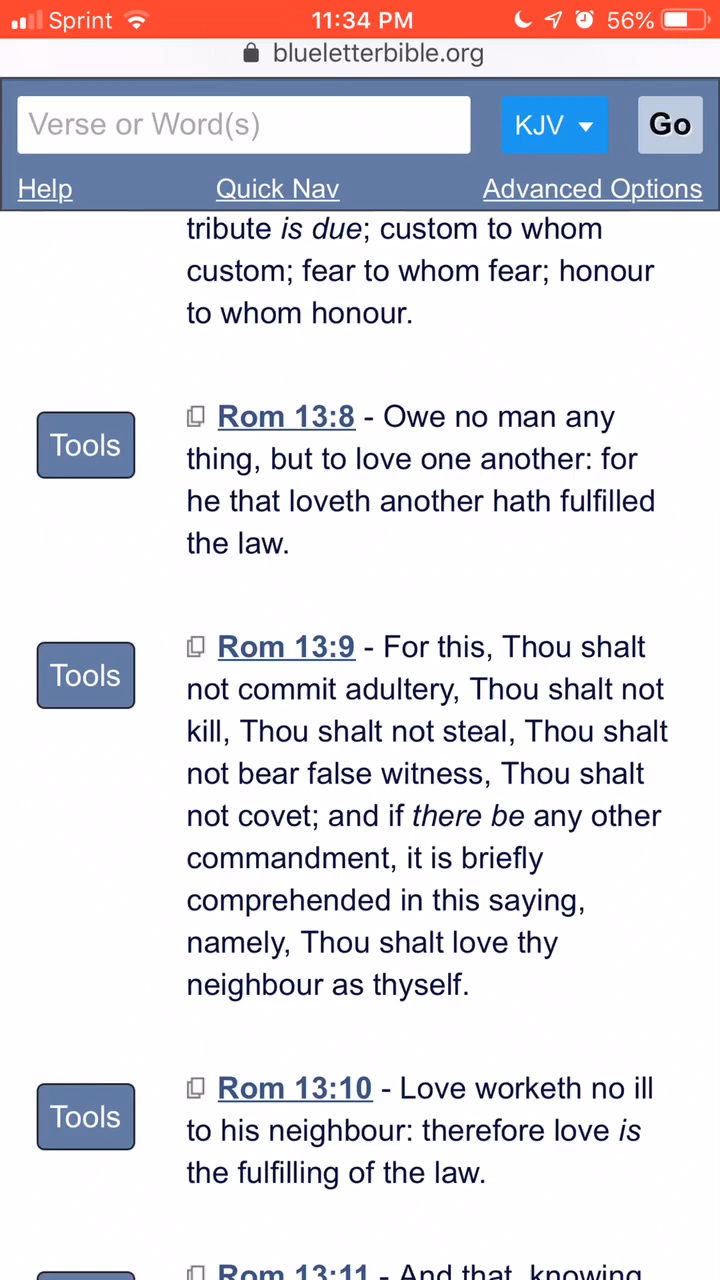 Sprint 11:34 PM 56%
blueletterbible.org
Verse or Word(s) KJV Go
Help Quick Nav Advanced Options
tribute is due; custom to whom
custom; fear to whom fear; honour
to whom honour.
Tools
Rom 13:8 - Owe no man any
thing, but to love one another: for
he that loveth another hath fulfilled
the law.
Tools
Rom 13:9 - For this, Thou shalt
not commit adultery, Thou shalt not
kill, Thou shalt not steal, Thou shalt
not bear false witness, Thou shalt
not covet; and if there be any other
commandment, it is briefly
comprehended in this saying,
namely, Thou shalt love thy
neighbour as thyself.
Tools
Rom 13:10 - Love worketh no ill
to his neighbour: therefore love is
the fulfilling of the law.
Rom 13:11 - And that, knowing